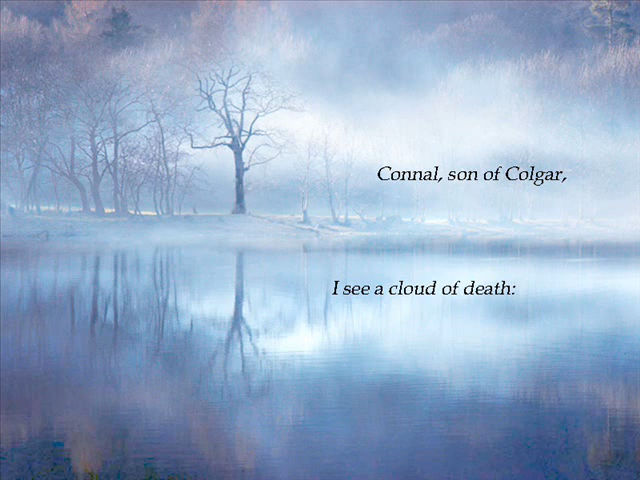 Connal, son of Colgar,
I see a cloud of death: